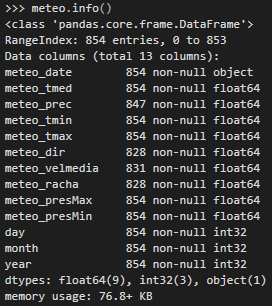 >>> meteo.info()
<class 'pandas.core.frame.DataFrame'>
RangeIndex: 854 entries, 0 to 853
Data columns (total 13 columns):
meteo_date          854 non-null object
meteo_tmed          854 non-null float64
meteo_prec          847 non-null float64
meteo_tmin          854 non-null float64
meteo_tmax          854 non-null float64
meteo_dir           828 non-null float64
meteo_velmedia      831 non-null float64
meteo_racha         828 non-null float64
meteo_presMax       854 non-null float64
meteo_presMin       854 non-null float64
day                 854 non-null int32
month               854 non-null int32
year                854 non-null int32
dtypes: float64(9), int32(3), object(1)
memory usage: 76.8+ KB